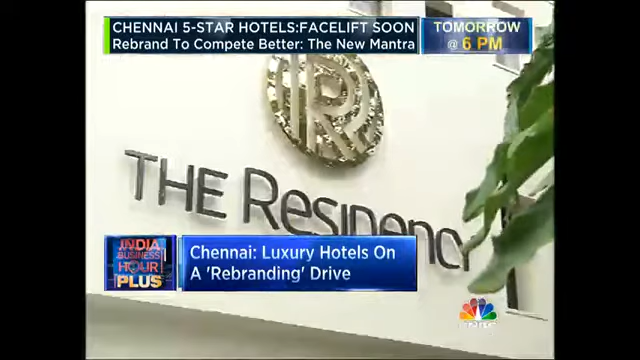 CHENNAI 5-STAR HOTELS:FACELIFT SOON
Rebrand To Compete Better: The New Mantra
TOMORROW
@ 6 PM
R
THE RESIDENCY
INDIA
BUSINESS
HOUR
PLUS
Chennai: Luxury Hotels On
A 'Rebranding' Drive
CNBC